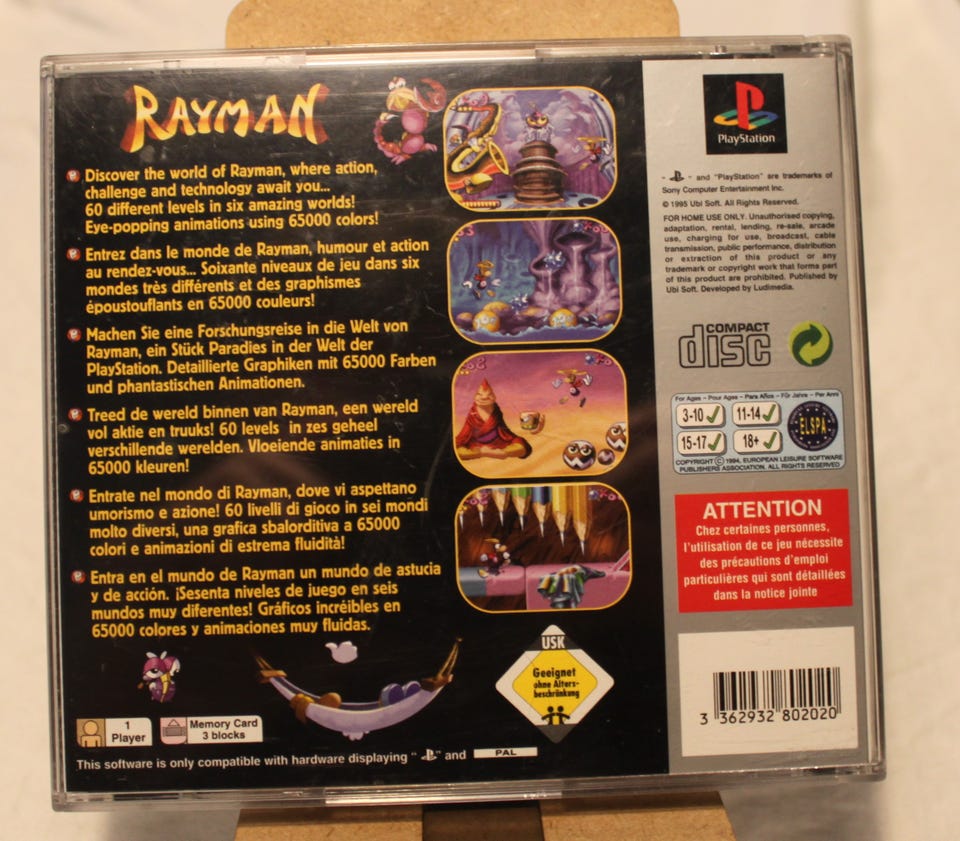 RAYMAN
Discover the world of Rayman, where action,
challenge and technology await you...
60 different levels in six amazing worlds!
Eye-popping animations using 65000 colors!
Entrez dans le monde de Rayman, humour et action
au rendez-vous... Soixante niveaux de jeu dans six
mondes très différents et des graphismes
époustouflants en 65000 couleurs!
Machen Sie eine Forschungsreise in die Welt von
Rayman, ein Stück Paradies in der Welt der
PlayStation. Detaillierte Graphiken mit 65000 Farben
und phantastischen Animationen.
Treed de wereld binnen van Rayman, een wereld
vol aktie en truuks! 60 levels in zes geheel
verschillende werelden. Vloeiende animaties in
65000 kleuren!
Entrate nel mondo di Rayman, dove vi aspettano
umorismo e azione! 60 livelli di gioco in sei mondi
molto diversi, una grafica sbalorditiva a 65000
colori e animazioni di estrema fluidità!
Entra en el mundo de Rayman un mundo de astucia
y de acción. ¡Sesenta niveles de juego en seis
mundos muy diferentes! Gráficos incréibles en
65000 colores y animaciones muy fluidas.
1
Player
Memory Card
3 blocks
This software is only compatible with hardware displaying " " and PAL
USK
Geeignet
ohne Alters-
beschränkung
PlayStation
" " and "PlayStation" are trademarks of
Sony Computer Entertainment Inc.
© 1995 Ubi Soft. All Rights Reserved.
FOR HOME USE ONLY. Unauthorised copying,
adaptation, rental, lending, re-sale, arcade
use, charging for use, broadcast, cable
transmission, public performance, distribution
or extraction of this product or any
trademark or copyright work that forms part
of this product are prohibited. Published by
Ubi Soft. Developed by Ludimedia.
COMPACT
disc
For Ages - Pour Ages - Para Años - Für Jahre - Per Anni
3-10 11-14
15-17 18+
ELSPA
COPYRIGHT © 1994, EUROPEAN LEISURE SOFTWARE
PUBLISHERS ASSOCIATION, ALL RIGHTS RESERVED
ATTENTION
Chez certaines personnes,
l'utilisation de ce jeu nécessite
des précautions d'emploi
particulières qui sont détaillées
dans la notice jointe
3 362932 802020